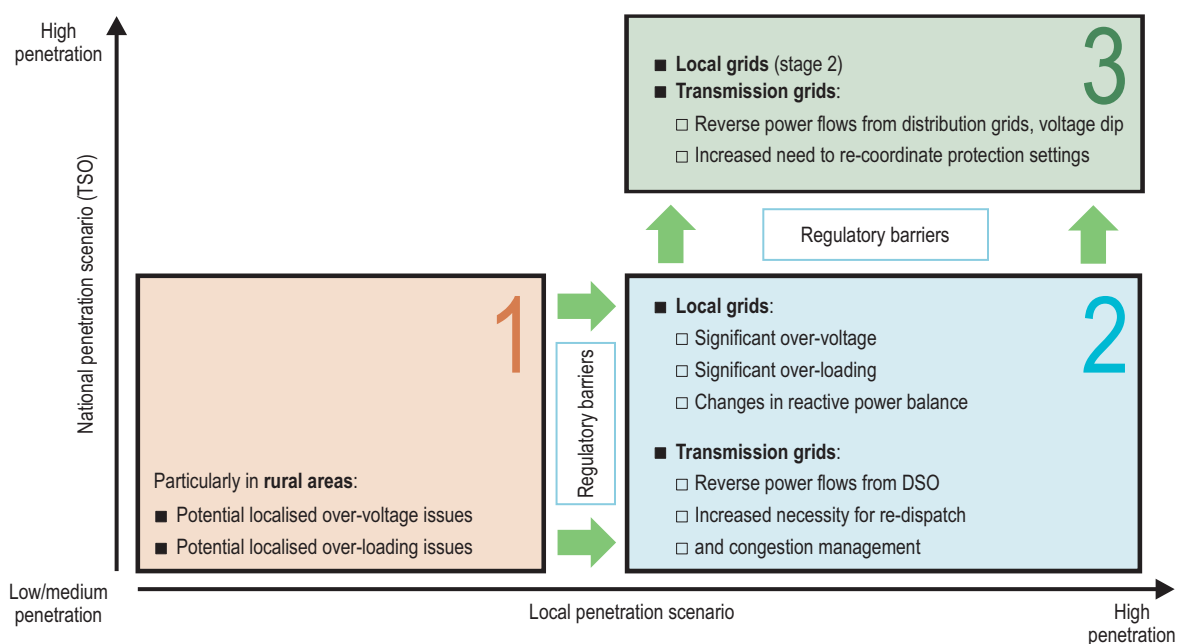 High
penetration
National penetration scenario (TSO)
Low/medium
penetration
3
■ Local grids (stage 2)
■ Transmission grids:
□ Reverse power flows from distribution grids, voltage dip
□ Increased need to re-coordinate protection settings
Regulatory barriers
1
Particularly in rural areas:
■ Potential localised over-voltage issues
■ Potential localised over-loading issues
Regulatory barriers
2
■ Local grids:
□ Significant over-voltage
□ Significant over-loading
□ Changes in reactive power balance
■ Transmission grids:
□ Reverse power flows from DSO
□ Increased necessity for re-dispatch
□ and congestion management
Local penetration scenario
High
penetration